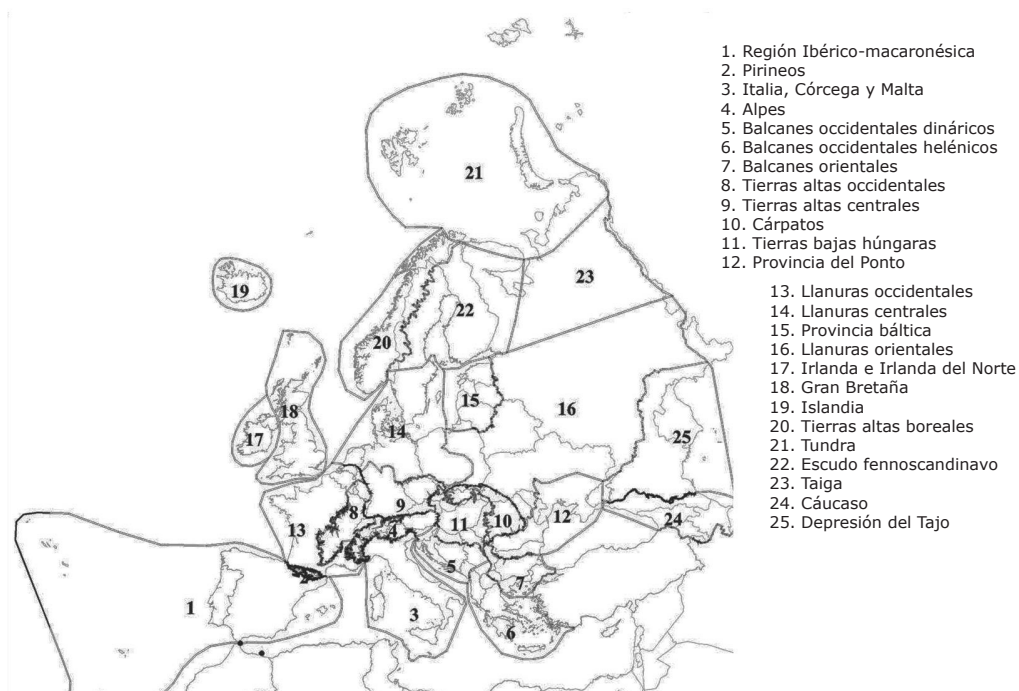 1. Región Ibérico-macaronésica
2. Pirineos
3. Italia, Córcega y Malta
4. Alpes
5. Balcanes occidentales dináricos
6. Balcanes occidentales helénicos
7. Balcanes orientales
8. Tierras altas occidentales
9. Tierras altas centrales
10. Cárpatos
11. Tierras bajas húngaras
12. Provincia del Ponto
13. Llanuras occidentales
14. Llanuras centrales
15. Provincia báltica
16. Llanuras orientales
17. Irlanda e Irlanda del Norte
18. Gran Bretaña
19. Islandia
20. Tierras altas boreales
21. Tundra
22. Escudo fennoscandinavo
23. Taiga
24. Cáucaso
25. Depresión del Tajo
21
23
19
22
20
15
16
18
14
17
25
8
9
10
12
13
11
24
4
5
2
7
1
3
6